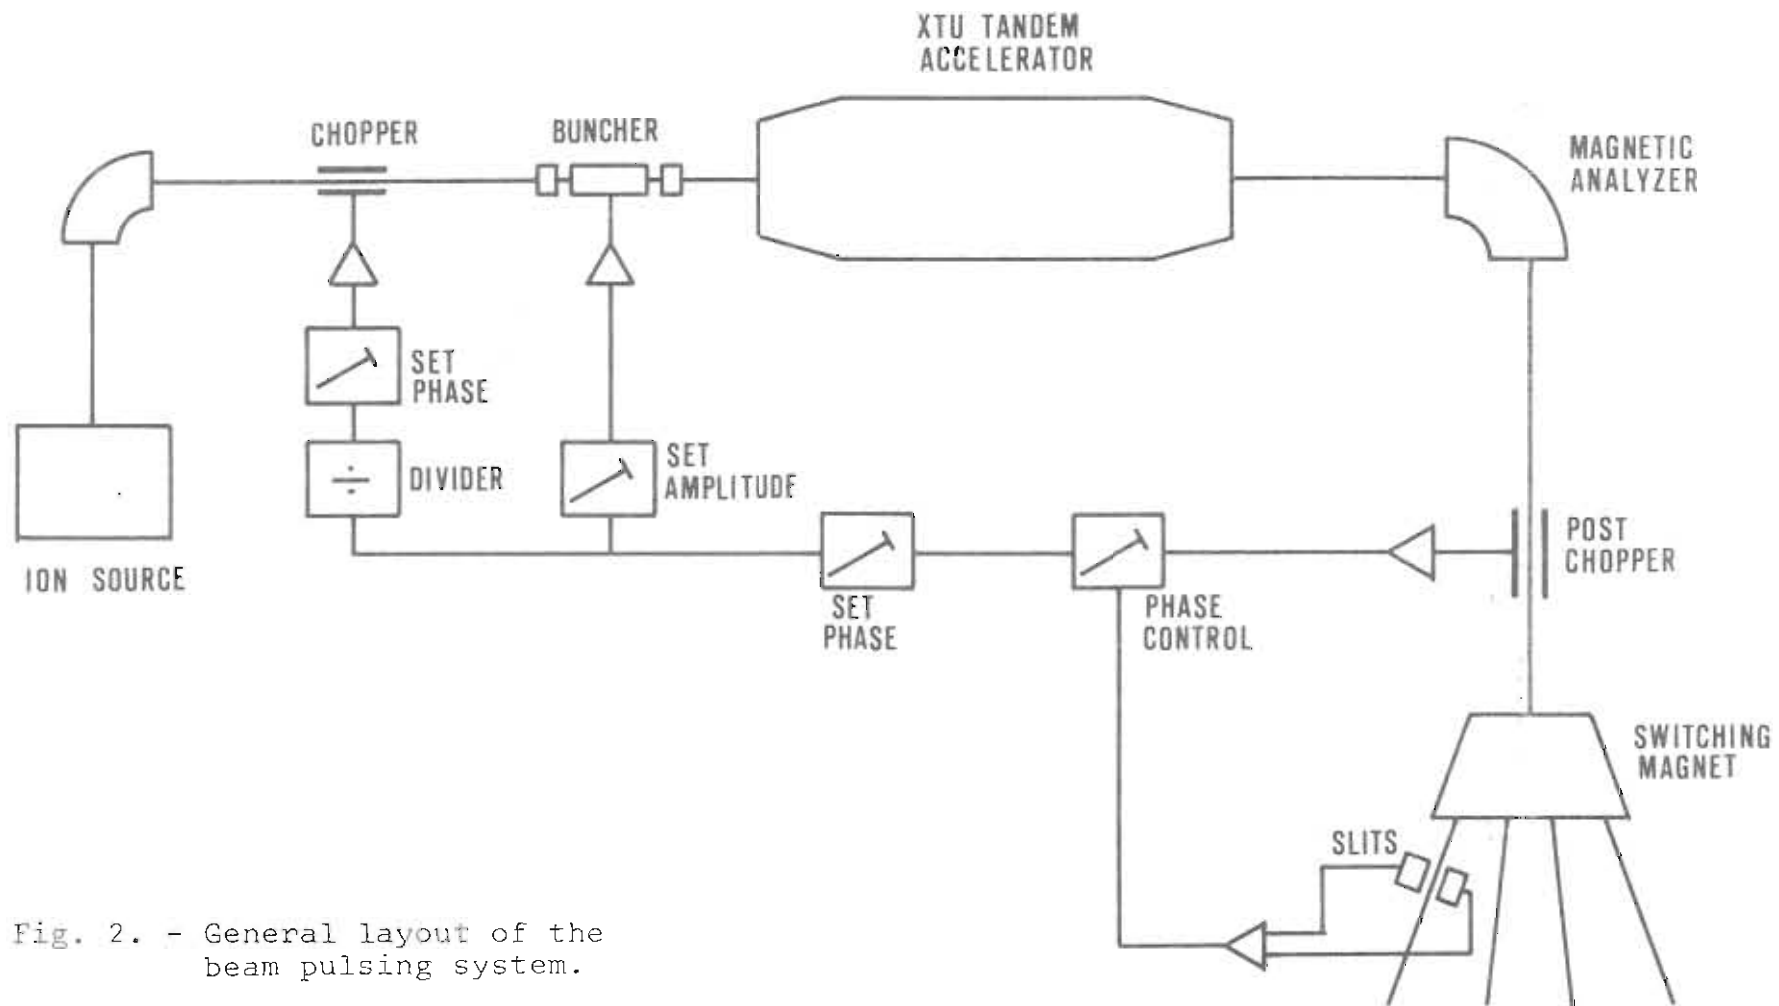 XTU TANDEM
ACCELERATOR
CHOPPER
BUNCHER
MAGNETIC
ANALYZER
SET
PHASE
DIVIDER
SET
AMPLITUDE
ION SOURCE
SET
PHASE
PHASE
CONTROL
POST
CHOPPER
SWITCHING
MAGNET
SLITS
Fig. 2. - General layout of the
beam pulsing system.